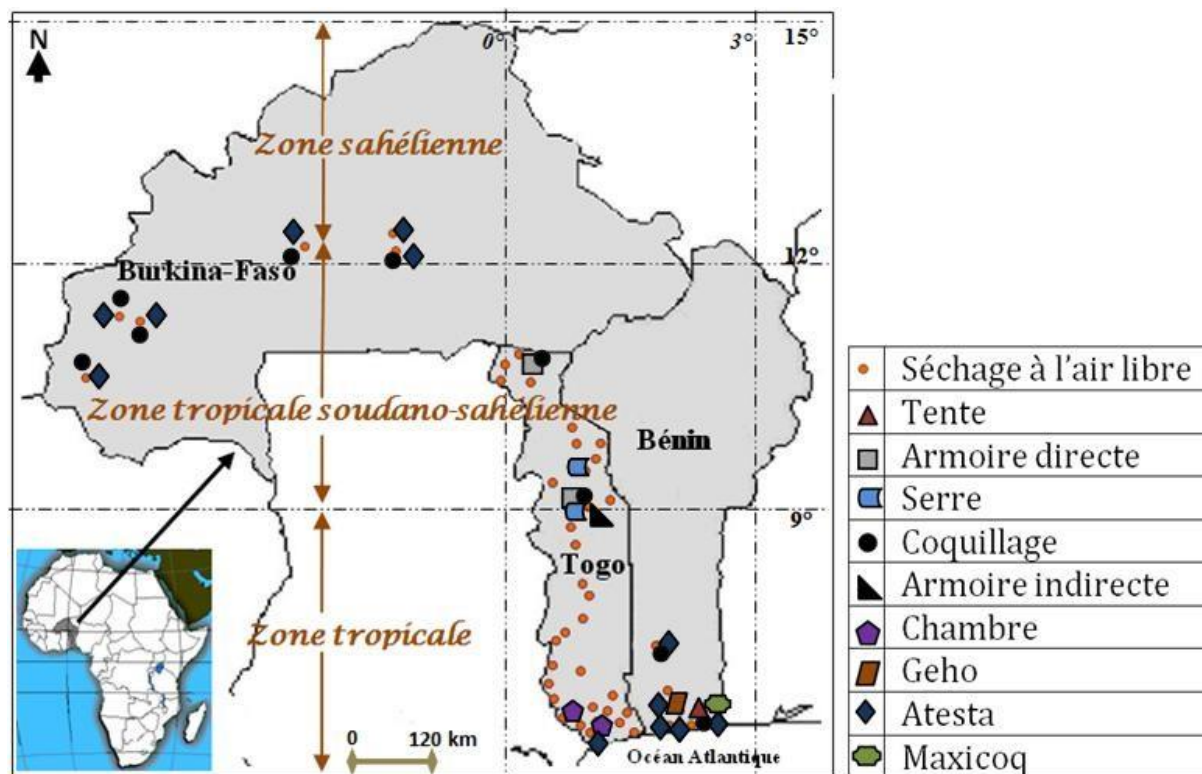 N
0°
3°
15°
Zone sahélienne
12°
Burkina-Faso
Zone tropicale soudano-sahélienne
Bénin
9°
Togo
Zone tropicale
0 120 km
Océan Atlantique
Séchage à l'air libre
Tente
Armoire directe
Serre
Coquillage
Armoire indirecte
Chambre
Geho
Atesta
Maxicoq